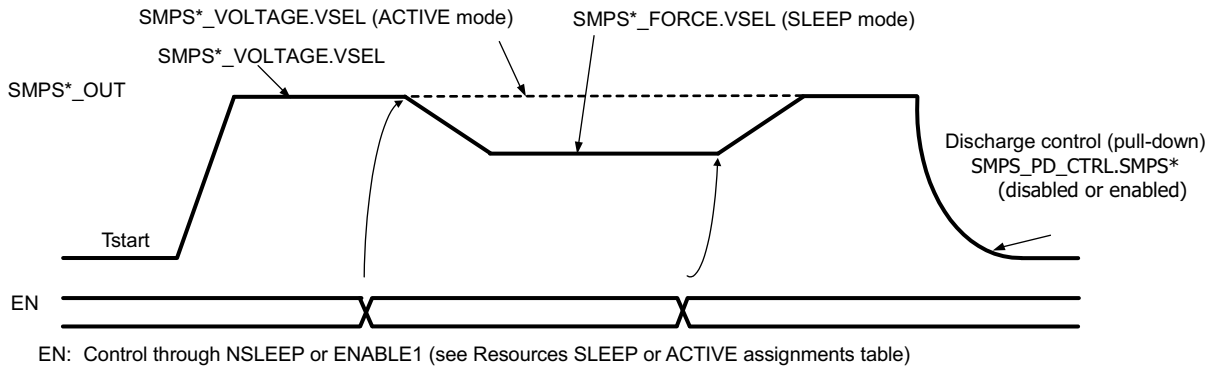 SMPS*_VOLTAGE.VSEL (ACTIVE mode)
SMPS*_FORCE.VSEL (SLEEP mode)
SMPS*_VOLTAGE.VSEL
SMPS*_OUT
Discharge control (pull-down)
SMPS_PD_CTRL.SMPS*
(disabled or enabled)
Tstart
EN
EN: Control through NSLEEP or ENABLE1 (see Resources SLEEP or ACTIVE assignments table)